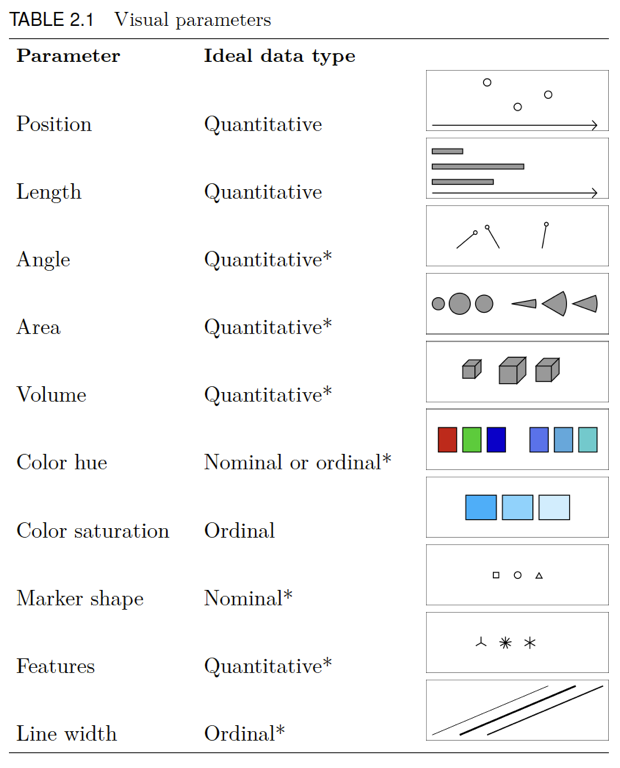 TABLE 2.1 Visual parameters
Parameter Ideal data type
Position Quantitative
Length Quantitative
Angle Quantitative*
Area Quantitative*
Volume Quantitative*
Color hue Nominal or ordinal*
Color saturation Ordinal
Marker shape Nominal*
Features Quantitative*
Line width Ordinal*